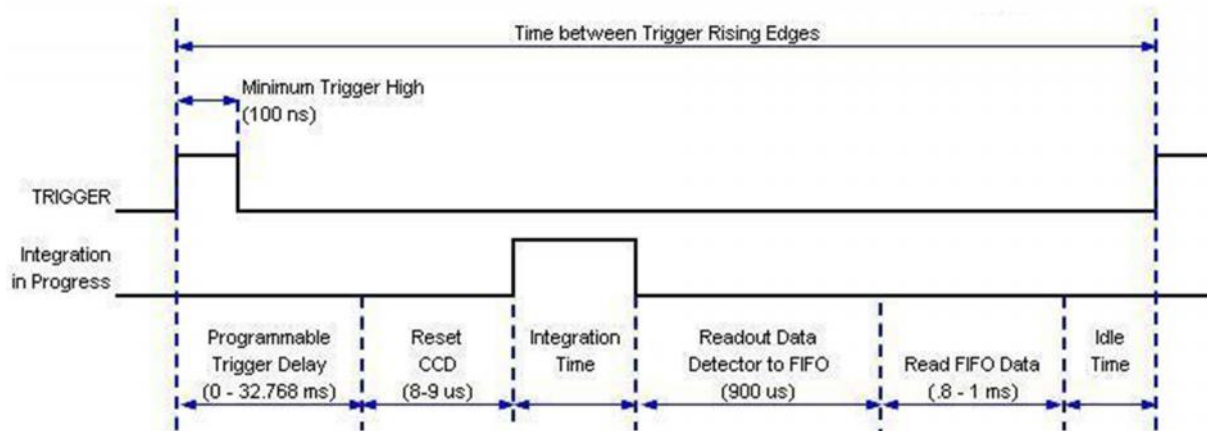 Time between Trigger Rising Edges
Minimum Trigger High
(100 ns)
TRIGGER
Integration
in Progress
Programmable
Trigger Delay
(0 - 32.768 ms)
Reset
CCD
(8-9 us)
Integration
Time
Readout Data
Detector to FIFO
(900 us)
Read FIFO Data
(.8 - 1 ms)
Idle
Time